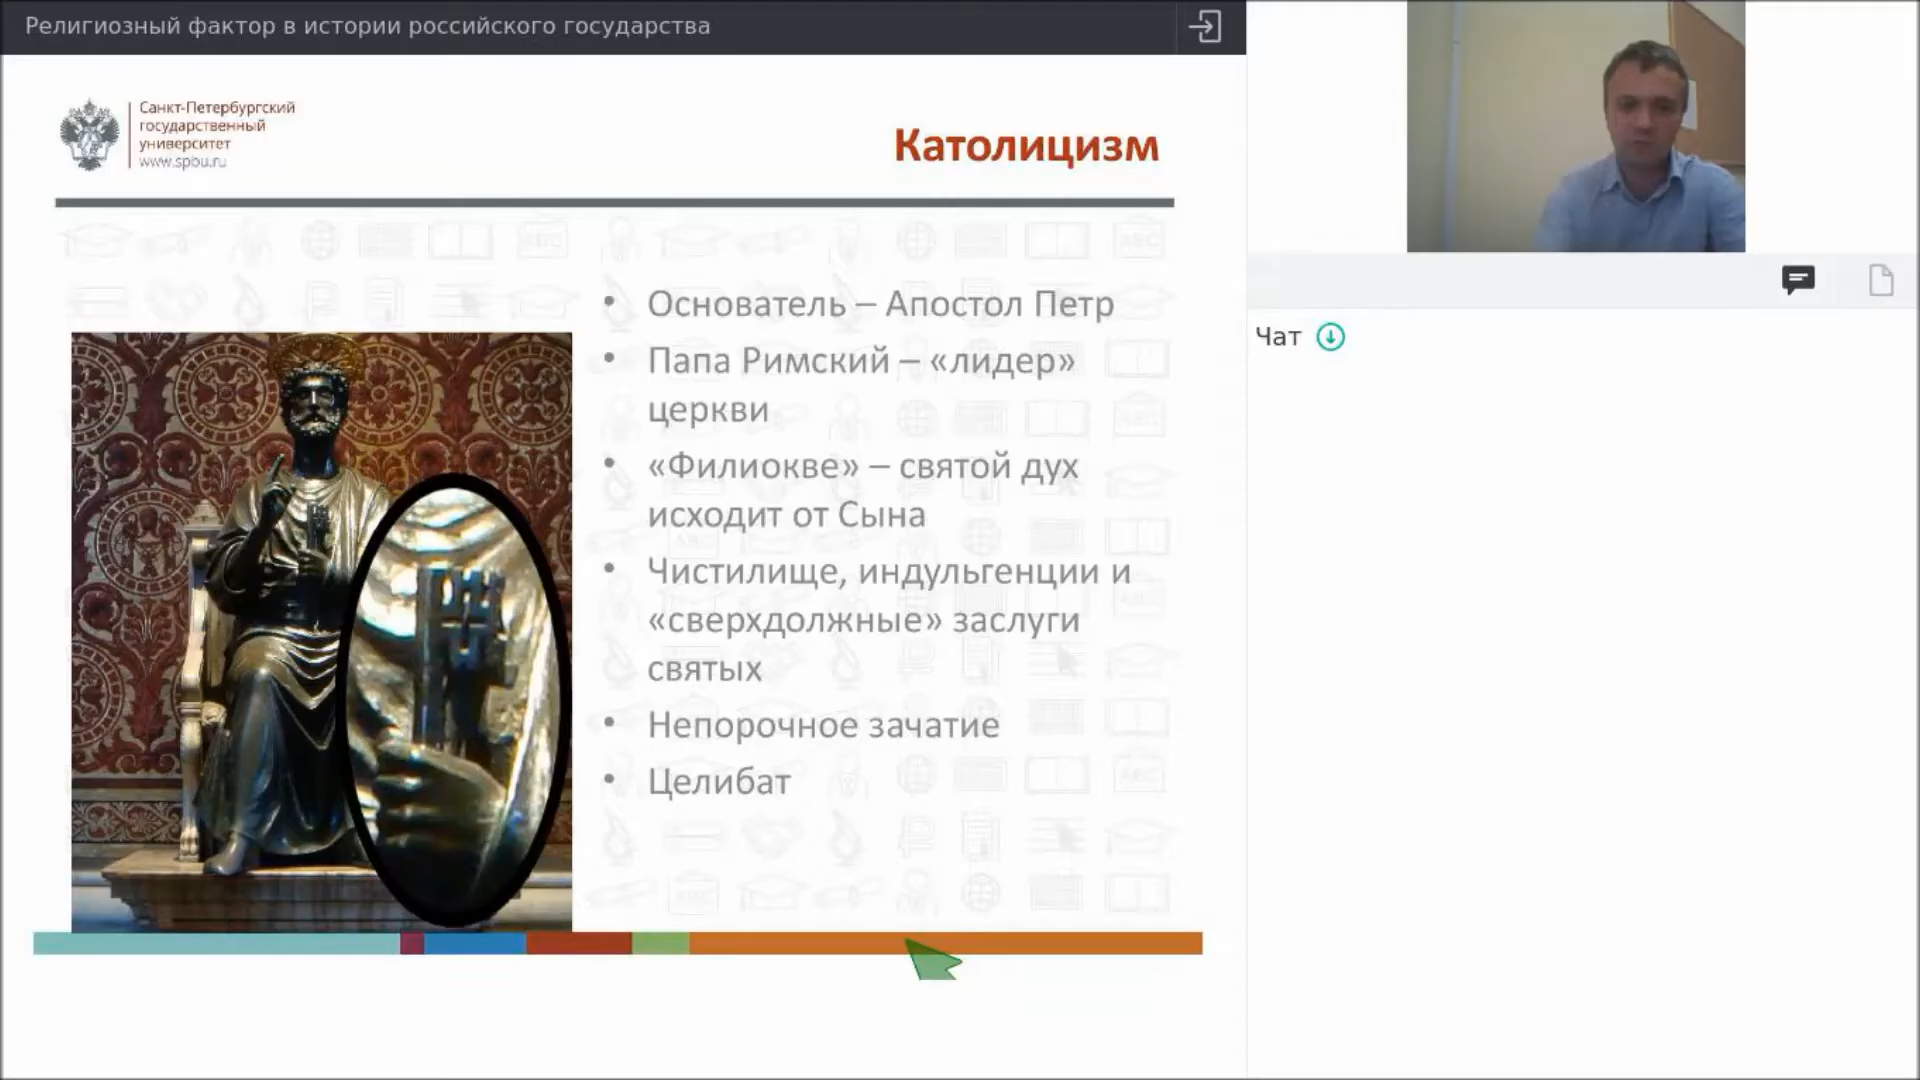 Религиозный фактор в истории российского государства
Санкт-Петербургский
государственный
университет
www.spbu.ru
Католицизм
• Основатель – Апостол Петр
• Папа Римский – «лидер»
церкви
• «Филиокве» – святой дух
исходит от Сына
• Чистилище, индульгенции и
«сверхдолжные» заслуги
святых
• Непорочное зачатие
• Целибат
Чат